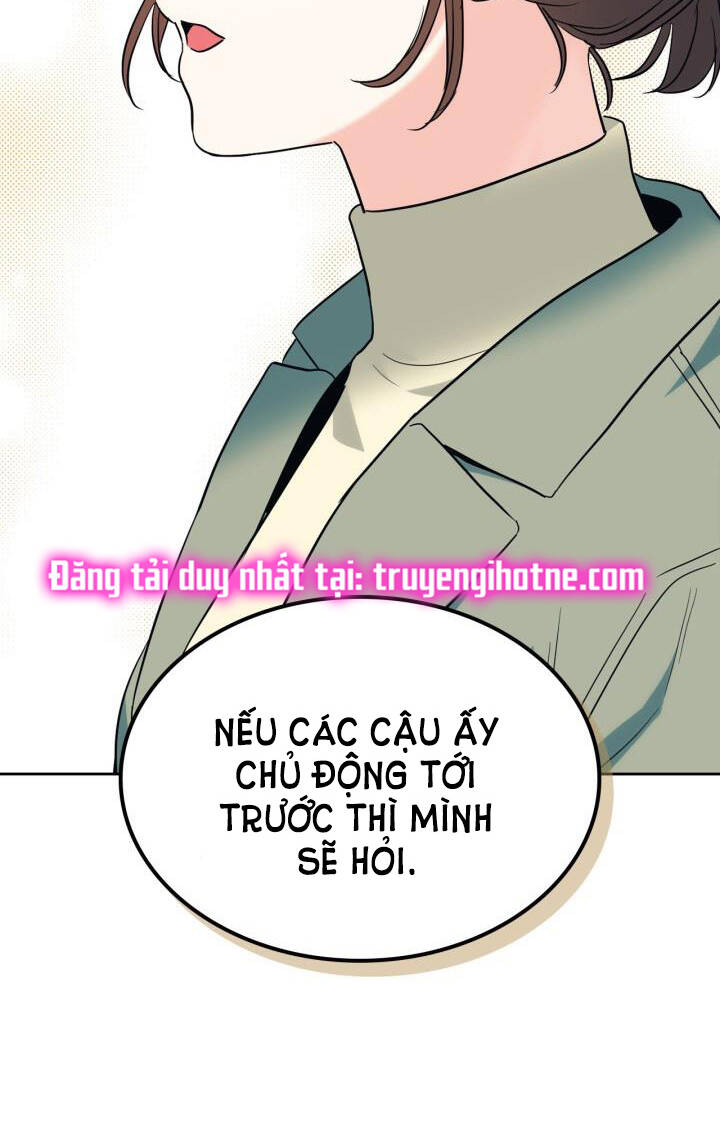 Đăng tải duy nhất tại: truyengihotne.com
NẾU CÁC CẬU ẤY
CHỦ ĐỘNG TỚI
TRƯỚC THÌ MÌNH
SẼ HỎI.